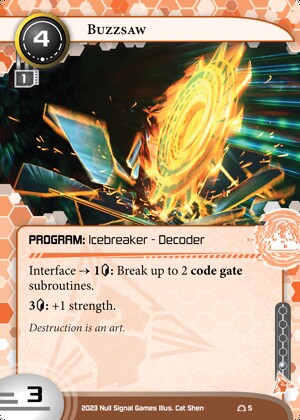 4
Buzzsaw
1
PROGRAM: Icebreaker - Decoder
Interface → 1: Break up to 2 code gate
subroutines.
3: +1 strength.
Destruction is an art.
3
2023 Null Signal Games Illus. Cat Shen
5